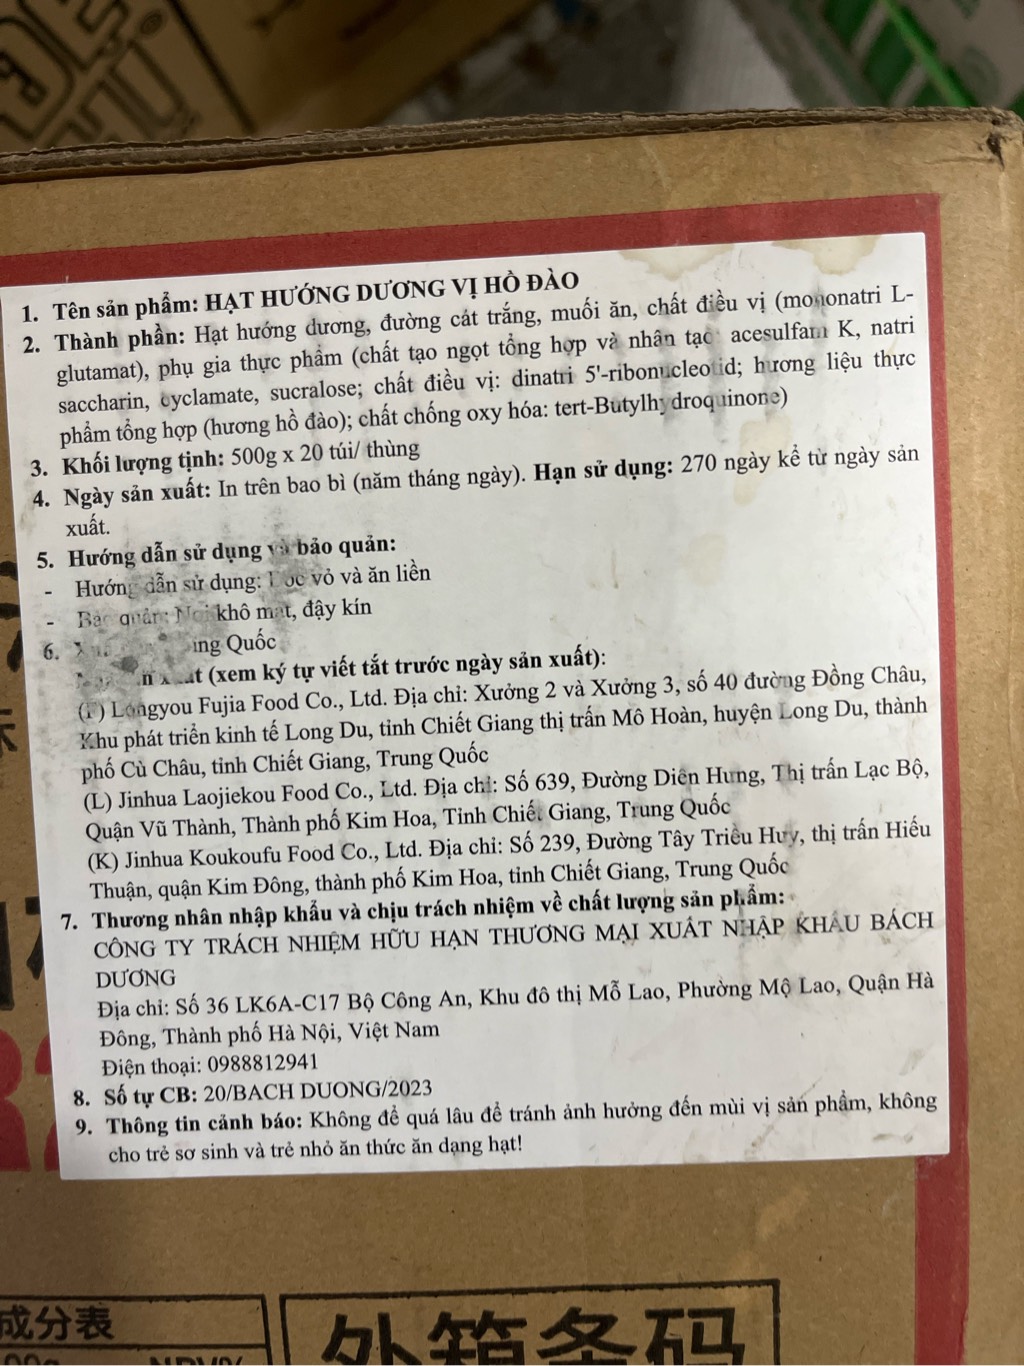 1. Tên sản phẩm: HẠT HƯỚNG DƯƠNG VỊ HỒ ĐÀO
2. Thành phần: Hạt hướng dương, đường cát trắng, muối ăn, chất điều vị (mononatri L-
glutamat), phụ gia thực phẩm (chất tạo ngọt tổng hợp và nhân tạo: acesulfam K, natri
saccharin, cyclamate, sucralose; chất điều vị: dinatri 5'-ribonucleotid; hương liệu thực
phẩm tổng hợp (hương hồ đào); chất chống oxy hóa: tert-Butylhydroquinone)
3. Khối lượng tịnh: 500g x 20 túi/ thùng
4. Ngày sản xuất: In trên bao bì (năm tháng ngày). Hạn sử dụng: 270 ngày kể từ ngày sản
xuất.
5. Hướng dẫn sử dụng và bảo quản:
- Hướng dẫn sử dụng: Bóc vỏ và ăn liền
- Bảo quản: Nơi khô mát, đậy kín
6. Quốc
(xem ký tự viết tắt trước ngày sản xuất):
(F) Longyou Fujia Food Co., Ltd. Địa chỉ: Xưởng 2 và Xưởng 3, số 40 đường Đồng Châu,
Khu phát triển kinh tế Long Du, tỉnh Chiết Giang thị trấn Mô Hoàn, huyện Long Du, thành
phố Cù Châu, tỉnh Chiết Giang, Trung Quốc
(L) Jinhua Laojiekou Food Co., Ltd. Địa chỉ: Số 639, Đường Diên Hưng, Thị trấn Lạc Bộ,
Quận Vũ Thành, Thành phố Kim Hoa, Tỉnh Chiết Giang, Trung Quốc
(K) Jinhua Koukoufu Food Co., Ltd. Địa chỉ: Số 239, Đường Tây Triều Huy, thị trấn Hiếu
Thuận, quận Kim Đông, thành phố Kim Hoa, tỉnh Chiết Giang, Trung Quốc
7. Thương nhân nhập khẩu và chịu trách nhiệm về chất lượng sản phẩm:
CÔNG TY TRÁCH NHIỆM HỮU HẠN THƯƠNG MẠI XUẤT NHẬP KHẨU BÁCH
DƯƠNG
Địa chỉ: Số 36 LK6A-C17 Bộ Công An, Khu đô thị Mỗ Lao, Phường Mộ Lao, Quận Hà
Đông, Thành phố Hà Nội, Việt Nam
Điện thoại: 0988812941
8. Số tự CB: 20/BACH DUONG/2023
9. Thông tin cảnh báo: Không để quá lâu để tránh ảnh hưởng đến mùi vị sản phẩm, không
cho trẻ sơ sinh và trẻ nhỏ ăn thức ăn dạng hạt!
成分表
外箱条码